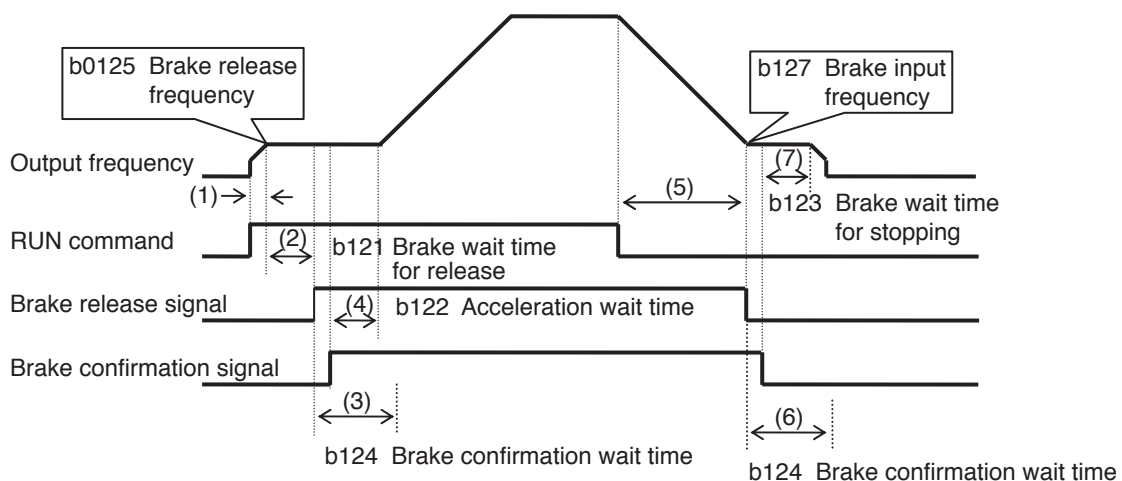 b0125 Brake release
frequency
b127 Brake input
frequency
Output frequency
(1)
(7)
(5)
b123 Brake wait time
for stopping
RUN command
(2)
b121 Brake wait time
for release
Brake release signal
(4)
b122 Acceleration wait time
Brake confirmation signal
(3)
(6)
b124 Brake confirmation wait time
b124 Brake confirmation wait time